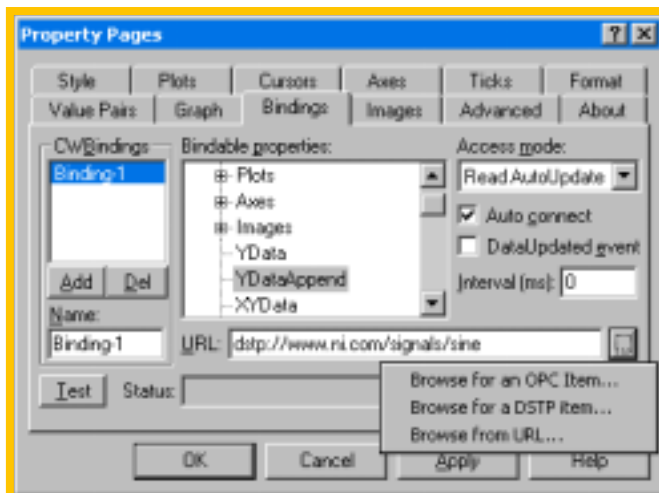 Property Pages
Style Plots Cursors Axes Ticks Format
Value Pairs Graph Bindings Images Advanced About
CWBindings Bindable properties: Access mode:
Binding-1 Plots Read AutoUpdate
Axes
Images Auto connect
YData DataUpdated event
Add Del YDataAppend Interval (ms): 0
XYData
Name:
Binding-1 URL: dstp://www.ni.com/signals/sine ...
Test Status:
Browse for an OPC Item...
Browse for a DSTP item...
Browse from URL...
OK Cancel Apply Help